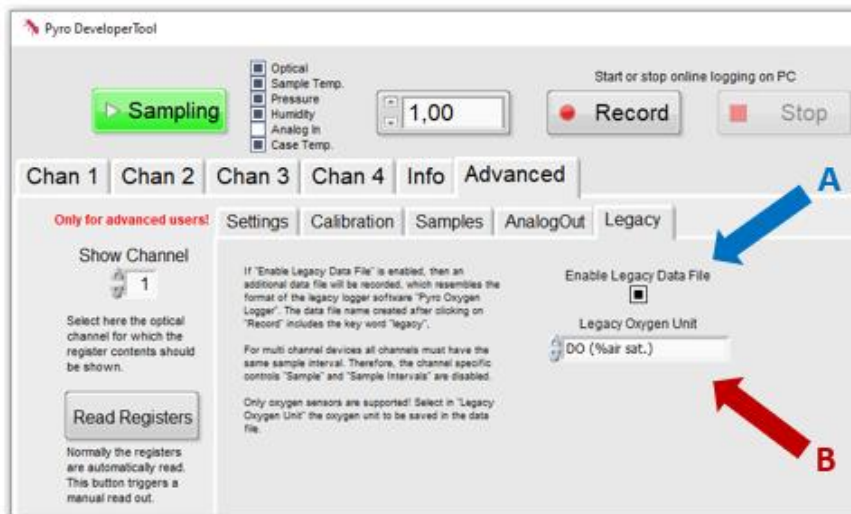 Pyro DeveloperTool
Optical
Sample Temp.
Pressure
Humidity
Analog In
Case Temp.
Sampling
1,00
Start or stop online logging on PC
Record
Stop
Chan 1
Chan 2
Chan 3
Chan 4
Info
Advanced
A
Only for advanced users!
Settings
Calibration
Samples
AnalogOut
Legacy
Show Channel
1
Select here the optical
channel for which the
register contents should
be shown.
Read Registers
Normally the registers
are automatically read.
This button triggers a
manual read out.
If "Enable Legacy Data File" is enabled, then an
additional data file will be recorded, which resembles the
format of the legacy logger software "Pyro Oxygen
Logger". The data file name created after clicking on
"Record" includes the key word "legacy".
For multi channel devices all channels must have the
same sample interval. Therefore, the channel specific
controls "Sample" and "Sample Intervals" are disabled.
Only oxygen sensors are supported! Select in "Legacy
Oxygen Unit" the oxygen unit to be saved in the data
file.
Enable Legacy Data File
Legacy Oxygen Unit
DO (%air sat.)
B